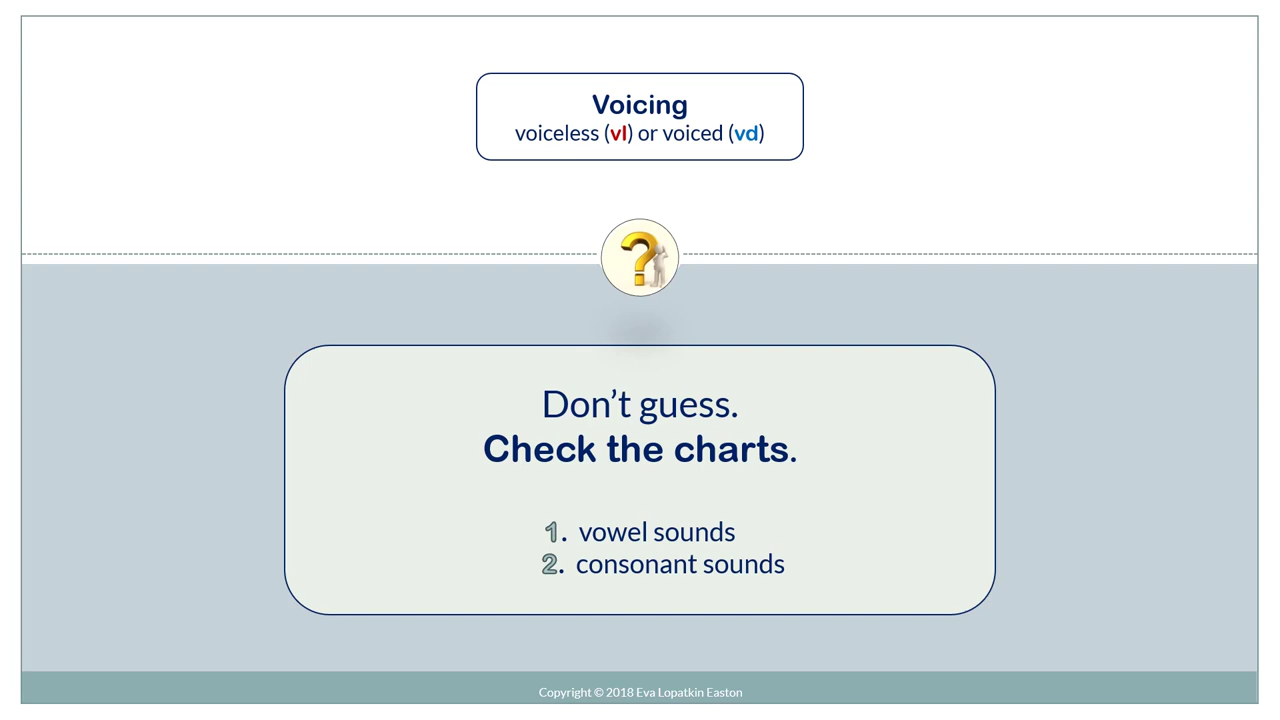 Voicing
voiceless (vl) or voiced (vd)
?
Don’t guess.
Check the charts.
1. vowel sounds
2. consonant sounds
Copyright © 2018 Eva Lopatkin Easton